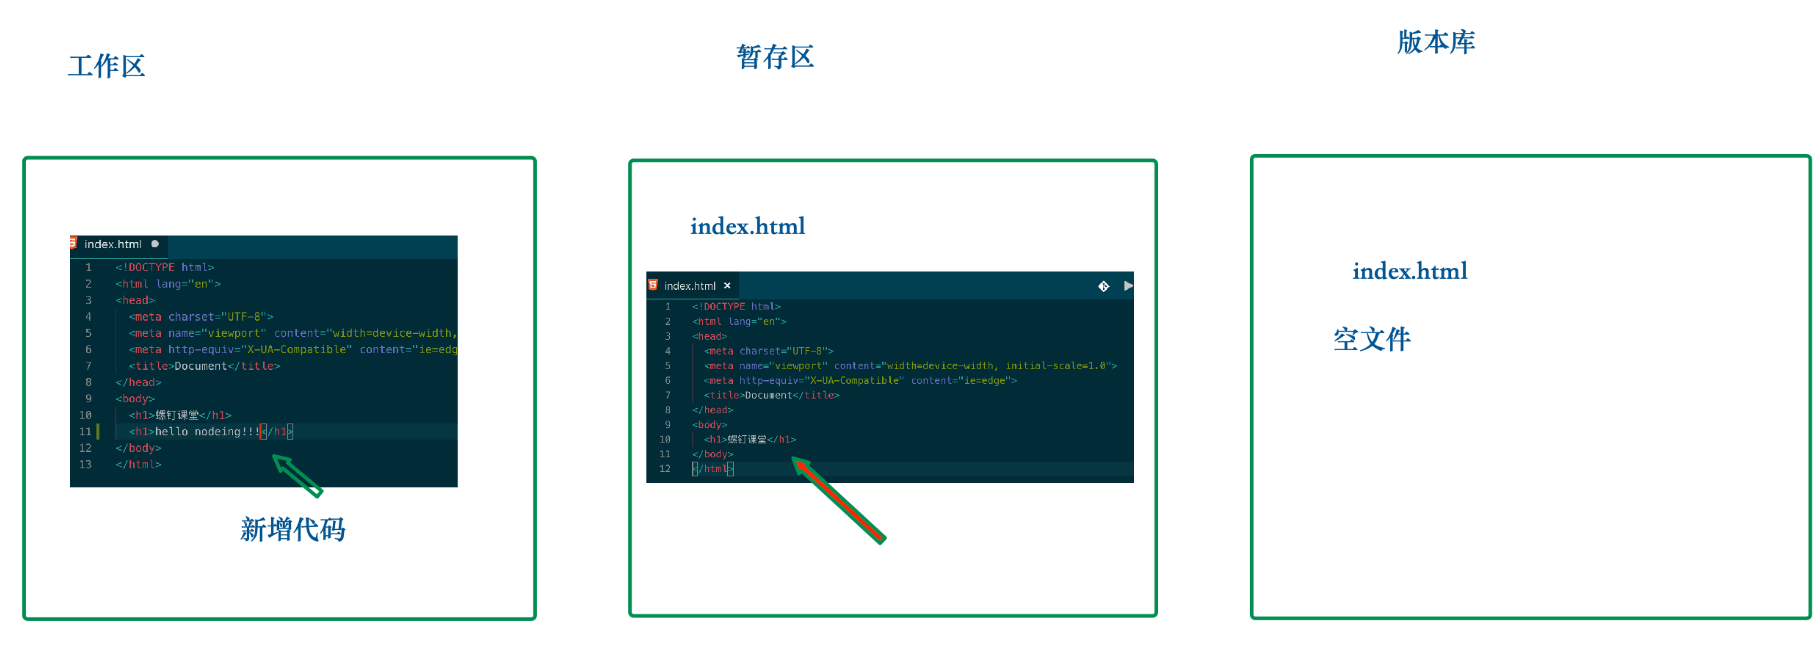 工作区
暂存区
版本库
index.html
1 <!DOCTYPE html>
2 <html lang="en">
3 <head>
4 <meta charset="UTF-8">
5 <meta name="viewport" content="width=device-width,
6 <meta http-equiv="X-UA-Compatible" content="ie=edg
7 <title>Document</title>
8 </head>
9 <body>
10 <h1>螺钉课堂</h1>
11 <h1>hello nodeing!!!</h1>
12 </body>
13 </html>
新增代码
index.html
index.html ×
1 <!DOCTYPE html>
2 <html lang="en">
3 <head>
4 <meta charset="UTF-8">
5 <meta name="viewport" content="width=device-width, initial-scale=1.0">
6 <meta http-equiv="X-UA-Compatible" content="ie=edge">
7 <title>Document</title>
8 </head>
9 <body>
10 <h1>螺钉课堂</h1>
11 </body>
12 </html>
index.html
空文件